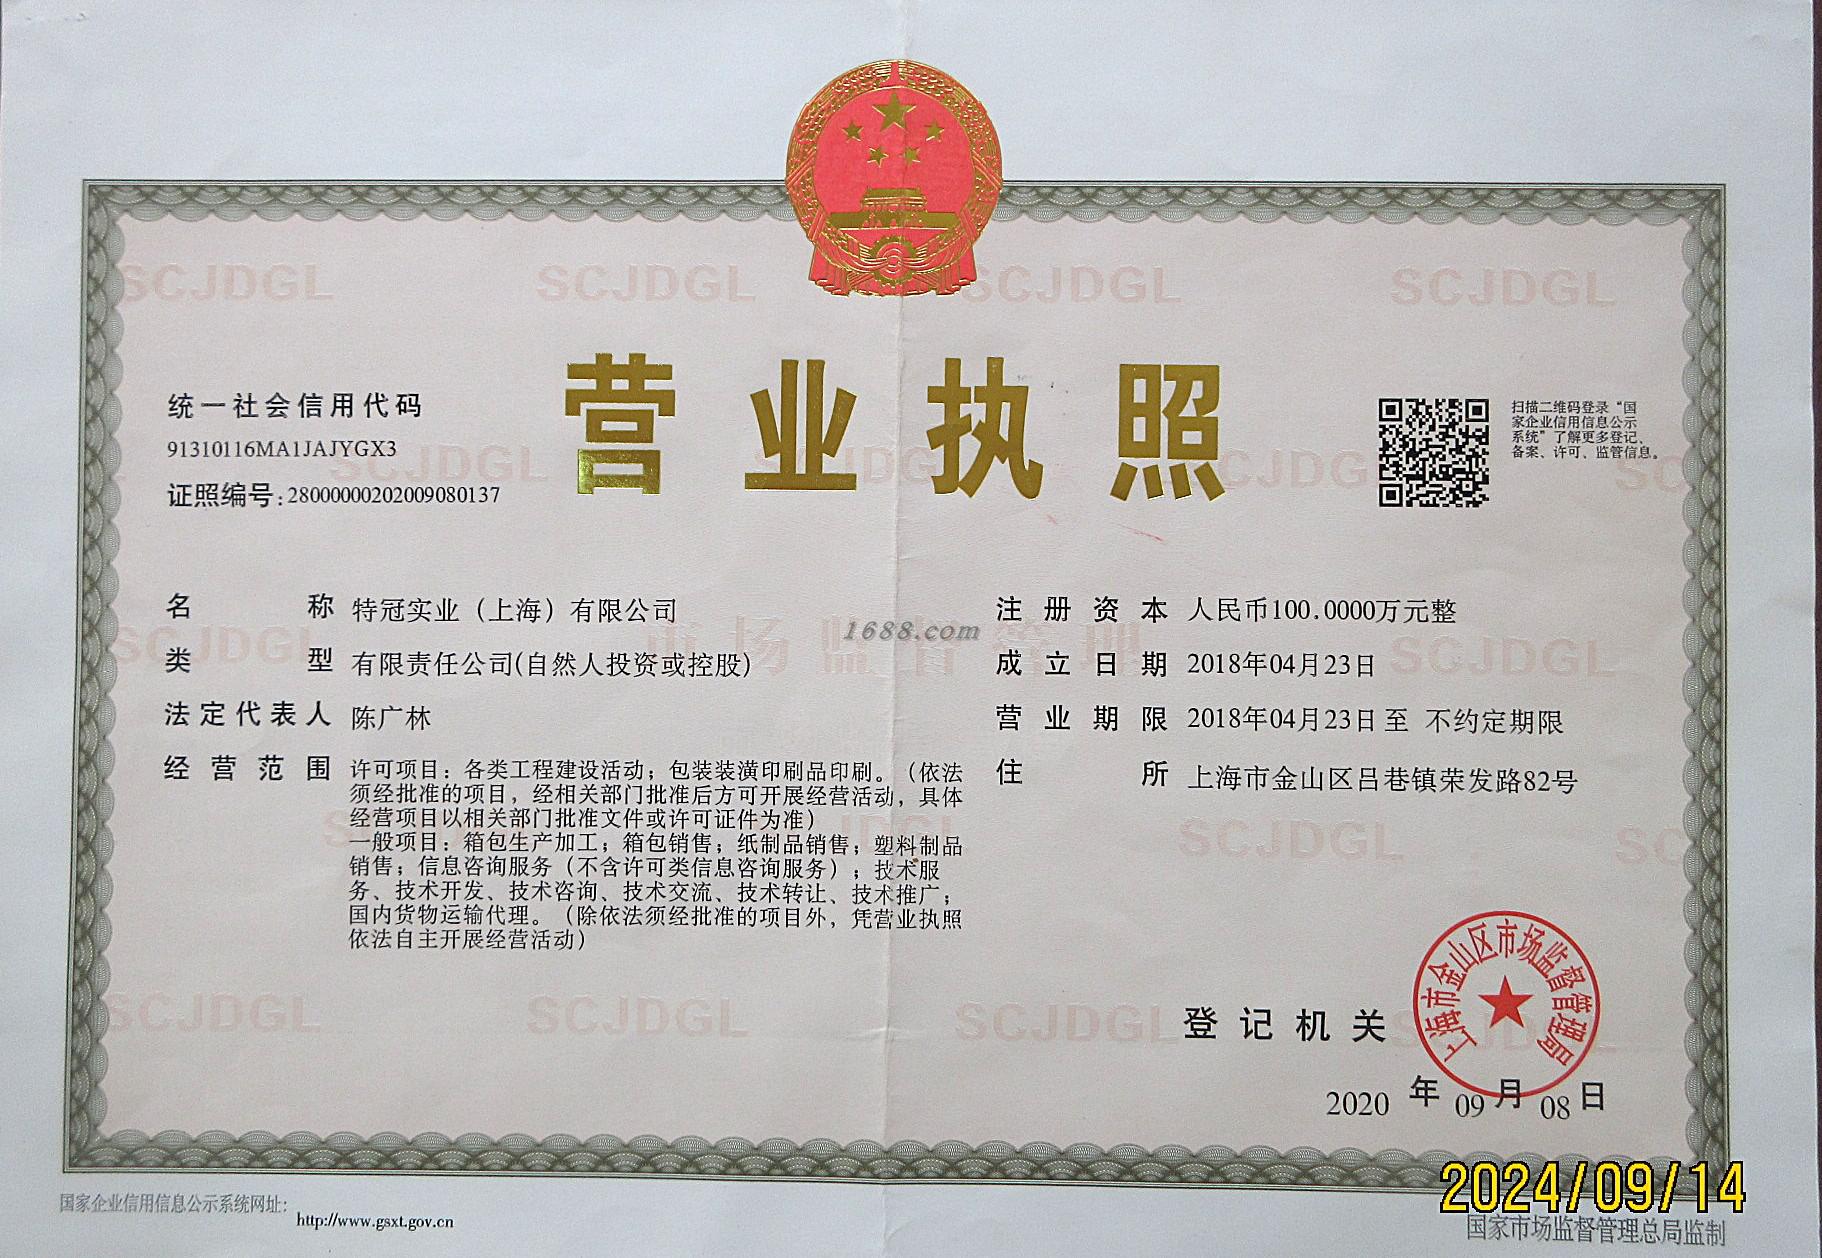 营业执照
统一社会信用代码
91310116MA1JAJYGX3
证照编号:28000000202009080137
扫描二维码登录“国
家企业信用信息公示
系统”了解更多登记、
备案、许可、监管信息。
名称 特冠实业（上海）有限公司
类型 有限责任公司(自然人投资或控股)
法定代表人 陈广林
经营范围 许可项目：各类工程建设活动；包装装潢印刷品印刷。（依法
须经批准的项目，经相关部门批准后方可开展经营活动，具体
经营项目以相关部门批准文件或许可证件为准）
一般项目：箱包生产加工；箱包销售；纸制品销售；塑料制品
销售；信息咨询服务（不含许可类信息咨询服务）；技术服
务、技术开发、技术咨询、技术交流、技术转让、技术推广；
国内货物运输代理。（除依法须经批准的项目外，凭营业执照
依法自主开展经营活动）
注册资本 人民币100.0000万元整
成立日期 2018年04月23日
营业期限 2018年04月23日 至 不约定期限
住所 上海市金山区吕巷镇荣发路82号
1688.com
市场监督管理
SCJDGL SCJDGL SCJDGL SCJDGL
SCJDGL SCJDGL SCJDGL SC
SCJDGL SCJDGL
SCJDGL SCJDGL SCJDGL SC
SCJDGL SCJDGL SCJDGL
登记机关
上海市金山区市场监督管理局
2020 年 09 月 08 日
国家企业信用信息公示系统网址：
http://www.gsxt.gov.cn
2024/09/14
国家市场监督管理总局监制